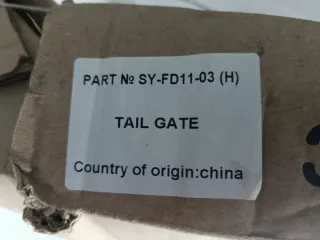 PART № SY-FD11-03 (H)
TAIL GATE
Country of origin:china